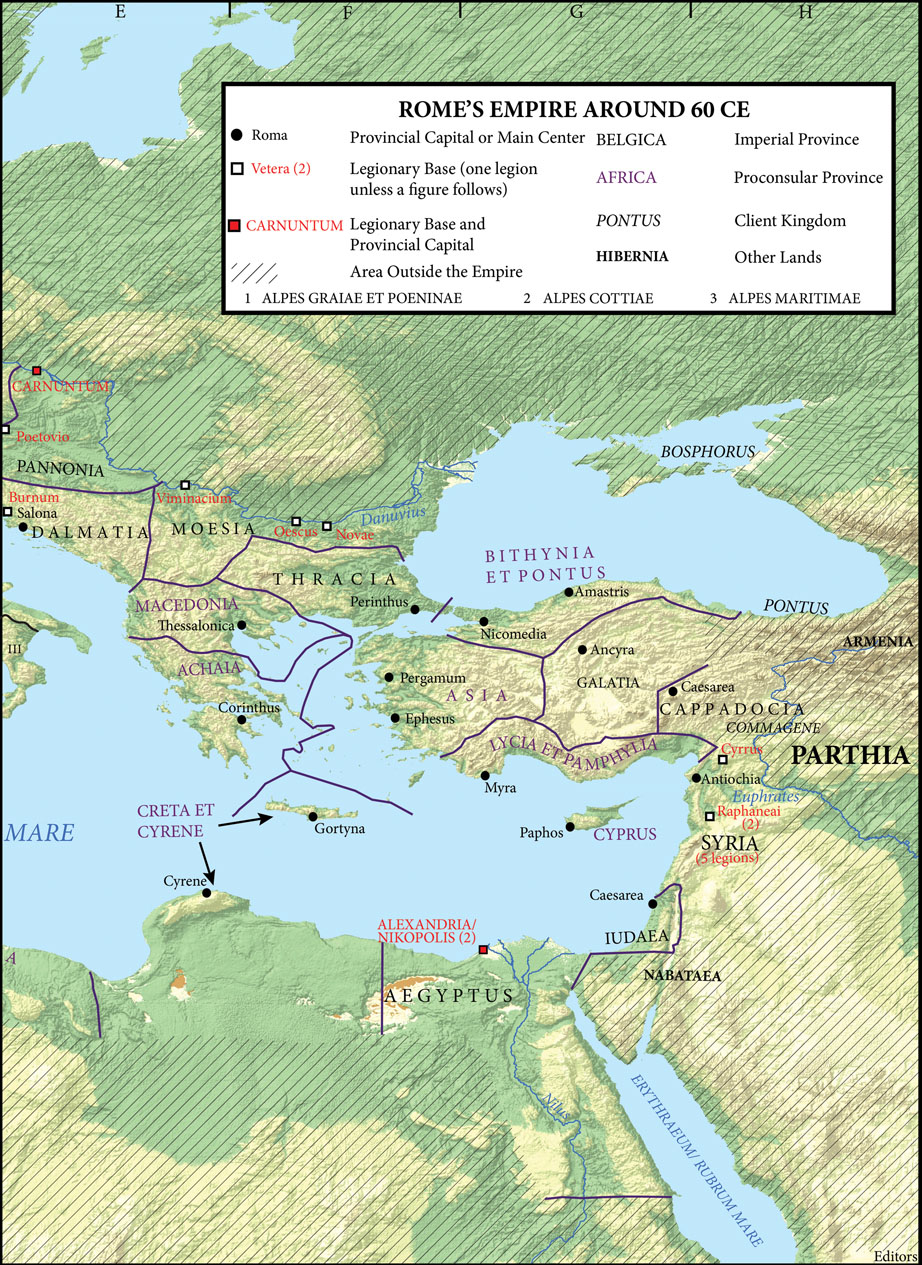 E F G H
ROME'S EMPIRE AROUND 60 CE
Roma Provincial Capital or Main Center
Vetera (2) Legionary Base (one legion
unless a figure follows)
CARNUNTUM Legionary Base and
Provincial Capital
Area Outside the Empire
BELGICA Imperial Province
AFRICA Proconsular Province
PONTUS Client Kingdom
HIBERNIA Other Lands
1 ALPES GRAIAE ET POENINAE 2 ALPES COTTIAE 3 ALPES MARITIMAE
CARNUNTUM
Poetovio
PANNONIA
BOSPHORUS
Burnum
Salona
DALMATIA
Viminacium
MOESIA
Oescus
Novae
Danuvius
THRACIA
BITHYNIA
ET PONTUS
MACEDONIA
Thessalonica
Perinthus
Amastris
PONTUS
Nicomedia
ARMENIA
III
ACHAIA
Ancyra
Pergamum
ASIA
GALATIA
Caesarea
CAPPADOCIA
Corinthus
Ephesus
COMMAGENE
LYCIA ET PAMPHYLIA
Cyrrus
PARTHIA
Myra
Antiochia
Euphrates
CRETA ET
CYRENE
Gortyna
Raphaneai
(2)
MARE
Paphos
CYPRUS
SYRIA
(5 legions)
Cyrene
Caesarea
ALEXANDRIA/
NIKOPOLIS (2)
IUDAEA
A
NABATAEA
AEGYPTUS
Nilus
ERYTHRAEUM/RUBRUM MARE
Editors